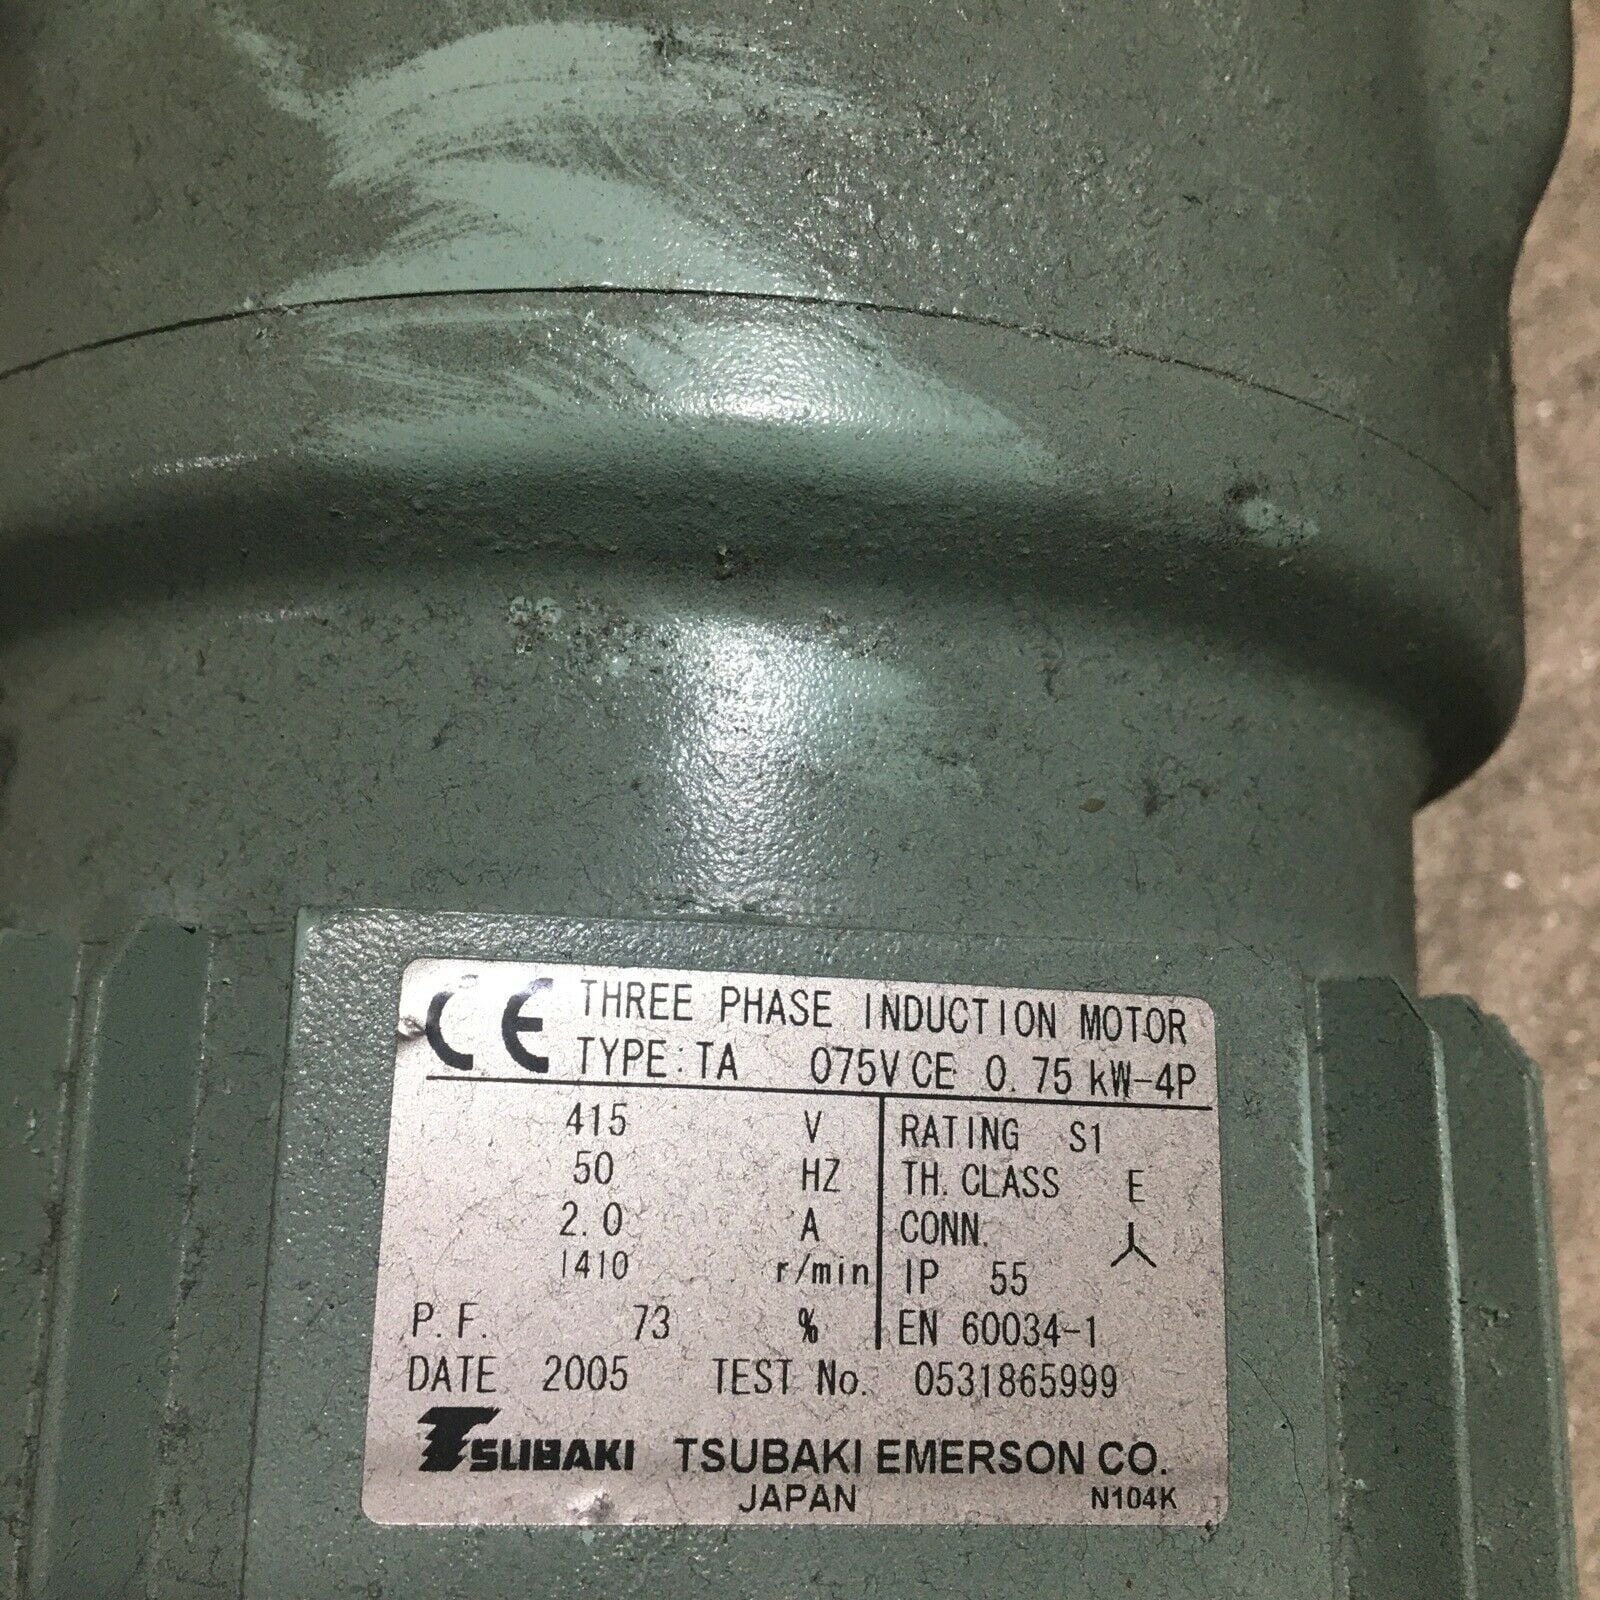 CE THREE PHASE INDUCTION MOTOR
TYPE:TA 075VCE 0.75 kW-4P
415 V
50 HZ
2.0 A
1410 r/min
P.F. 73 %
RATING S1
TH.CLASS E
CONN.
IP 55
EN 60034-1
DATE 2005 TEST No. 0531865999
TSUBAKI TSUBAKI EMERSON CO.
JAPAN N104K